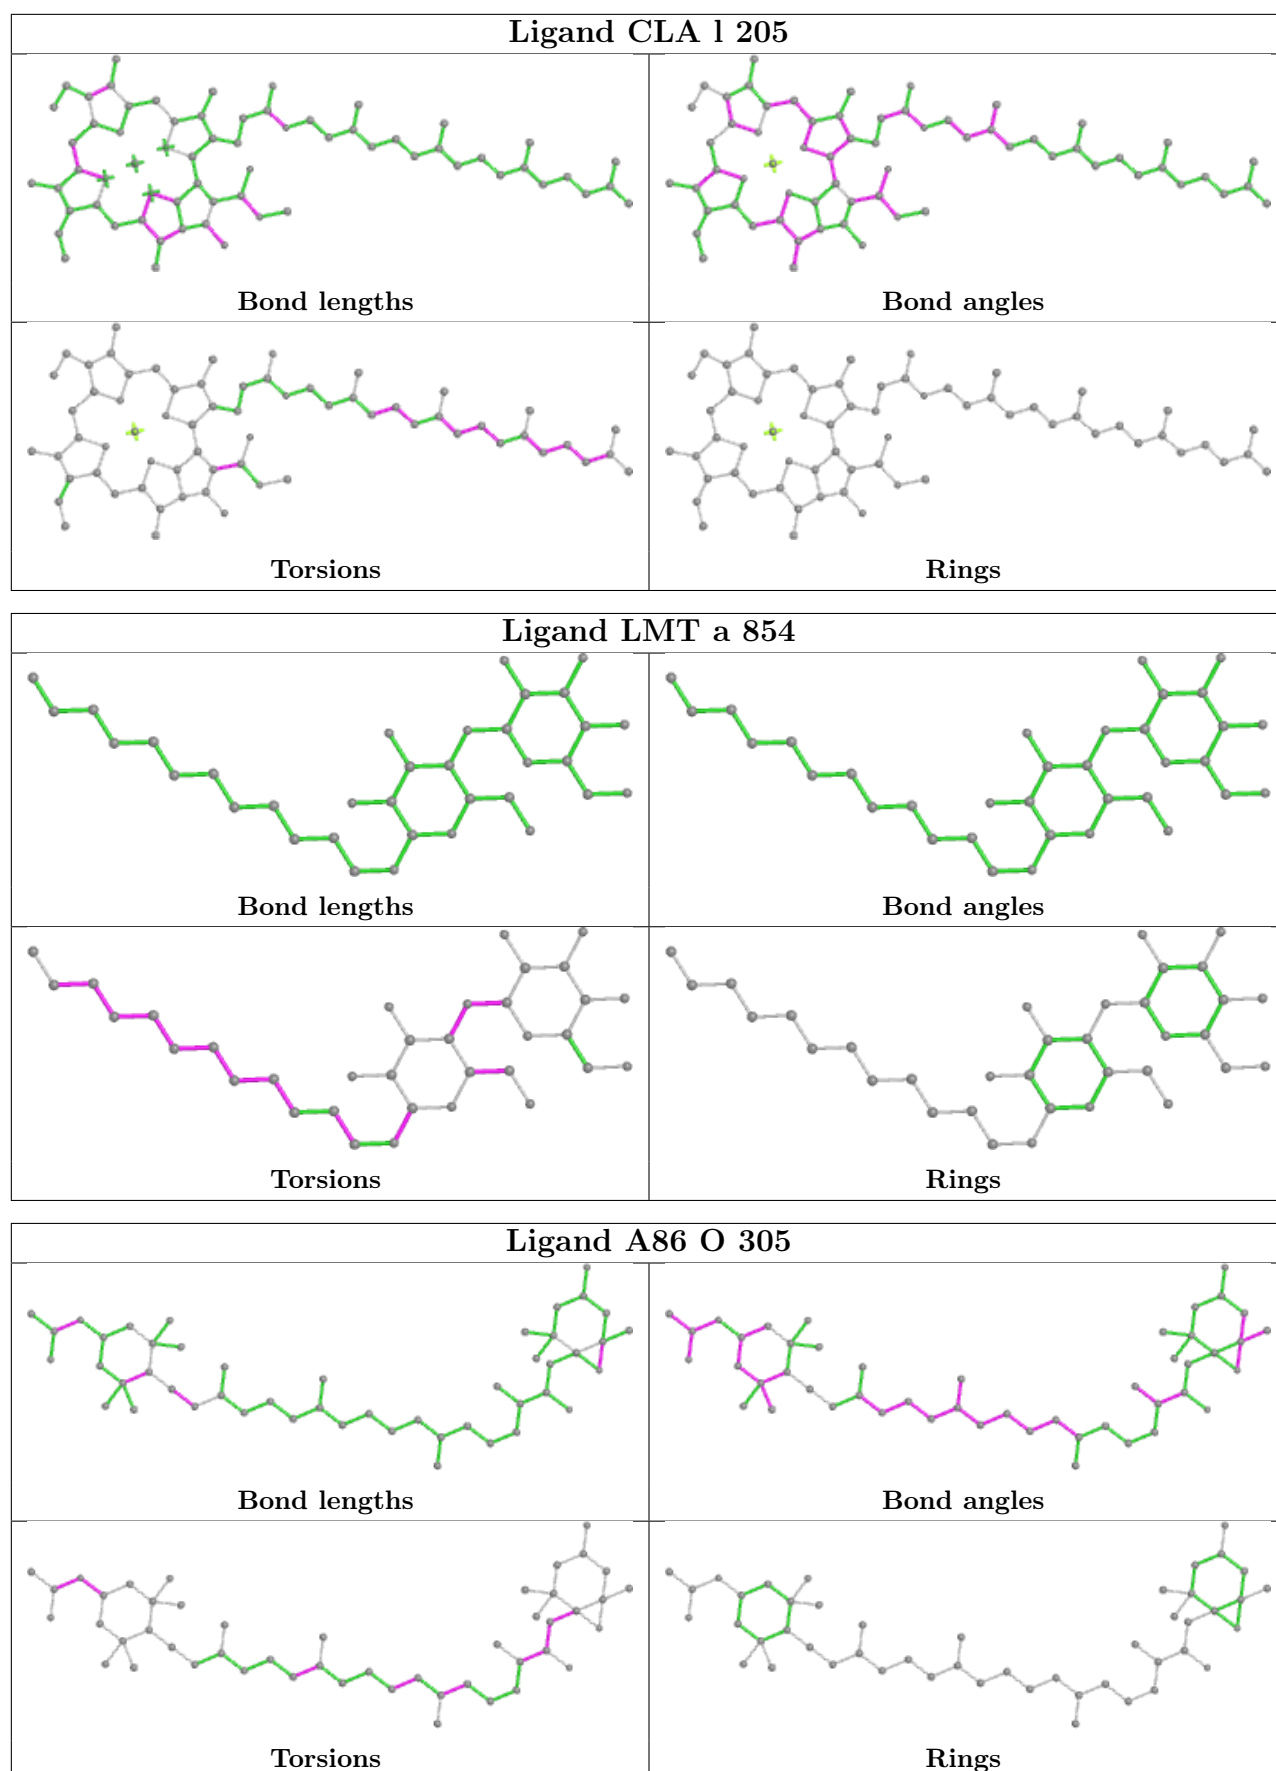 Ligand CLA l 205
Bond lengths
Bond angles
Torsions
Rings
Ligand LMT a 854
Bond lengths
Bond angles
Torsions
Rings
Ligand A86 O 305
Bond lengths
Bond angles
Torsions
Rings